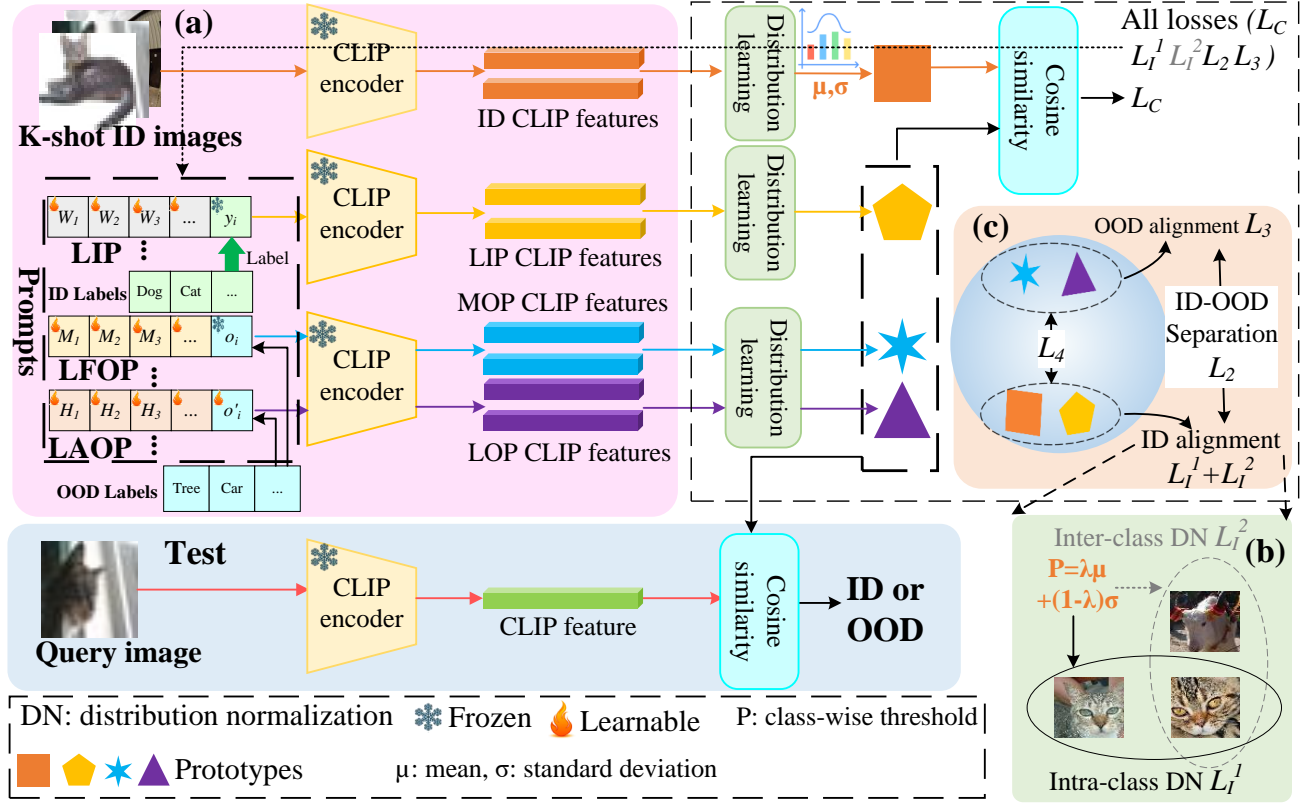 (a)
K-shot ID images
CLIP
encoder
ID CLIP features
Distribution
learning
μ,σ
Cosine
similarity
All losses (L_C
L_I^1 L_I^2 L_2 L_3 )
L_C
Prompts
W_1 W_2 W_3 ... y_i
LIP
Label
ID Labels Dog Cat ...
CLIP
encoder
LIP CLIP features
Distribution
learning
M_1 M_2 M_3 ... o_i
LFOP
H_1 H_2 H_3 ... o'_i
LAOP
OOD Labels Tree Car ...
CLIP
encoder
MOP CLIP features
LOP CLIP features
Distribution
learning
(c)
OOD alignment L_3
L_4
ID-OOD
Separation
L_2
ID alignment
L_I^1+L_I^2
Test
Query image
CLIP
encoder
CLIP feature
Cosine
similarity
ID or
OOD
Inter-class DN L_I^2
(b)
P=λμ
+(1-λ)σ
Intra-class DN L_I^1
DN: distribution normalization
Frozen
Learnable
P: class-wise threshold
Prototypes
μ: mean, σ: standard deviation